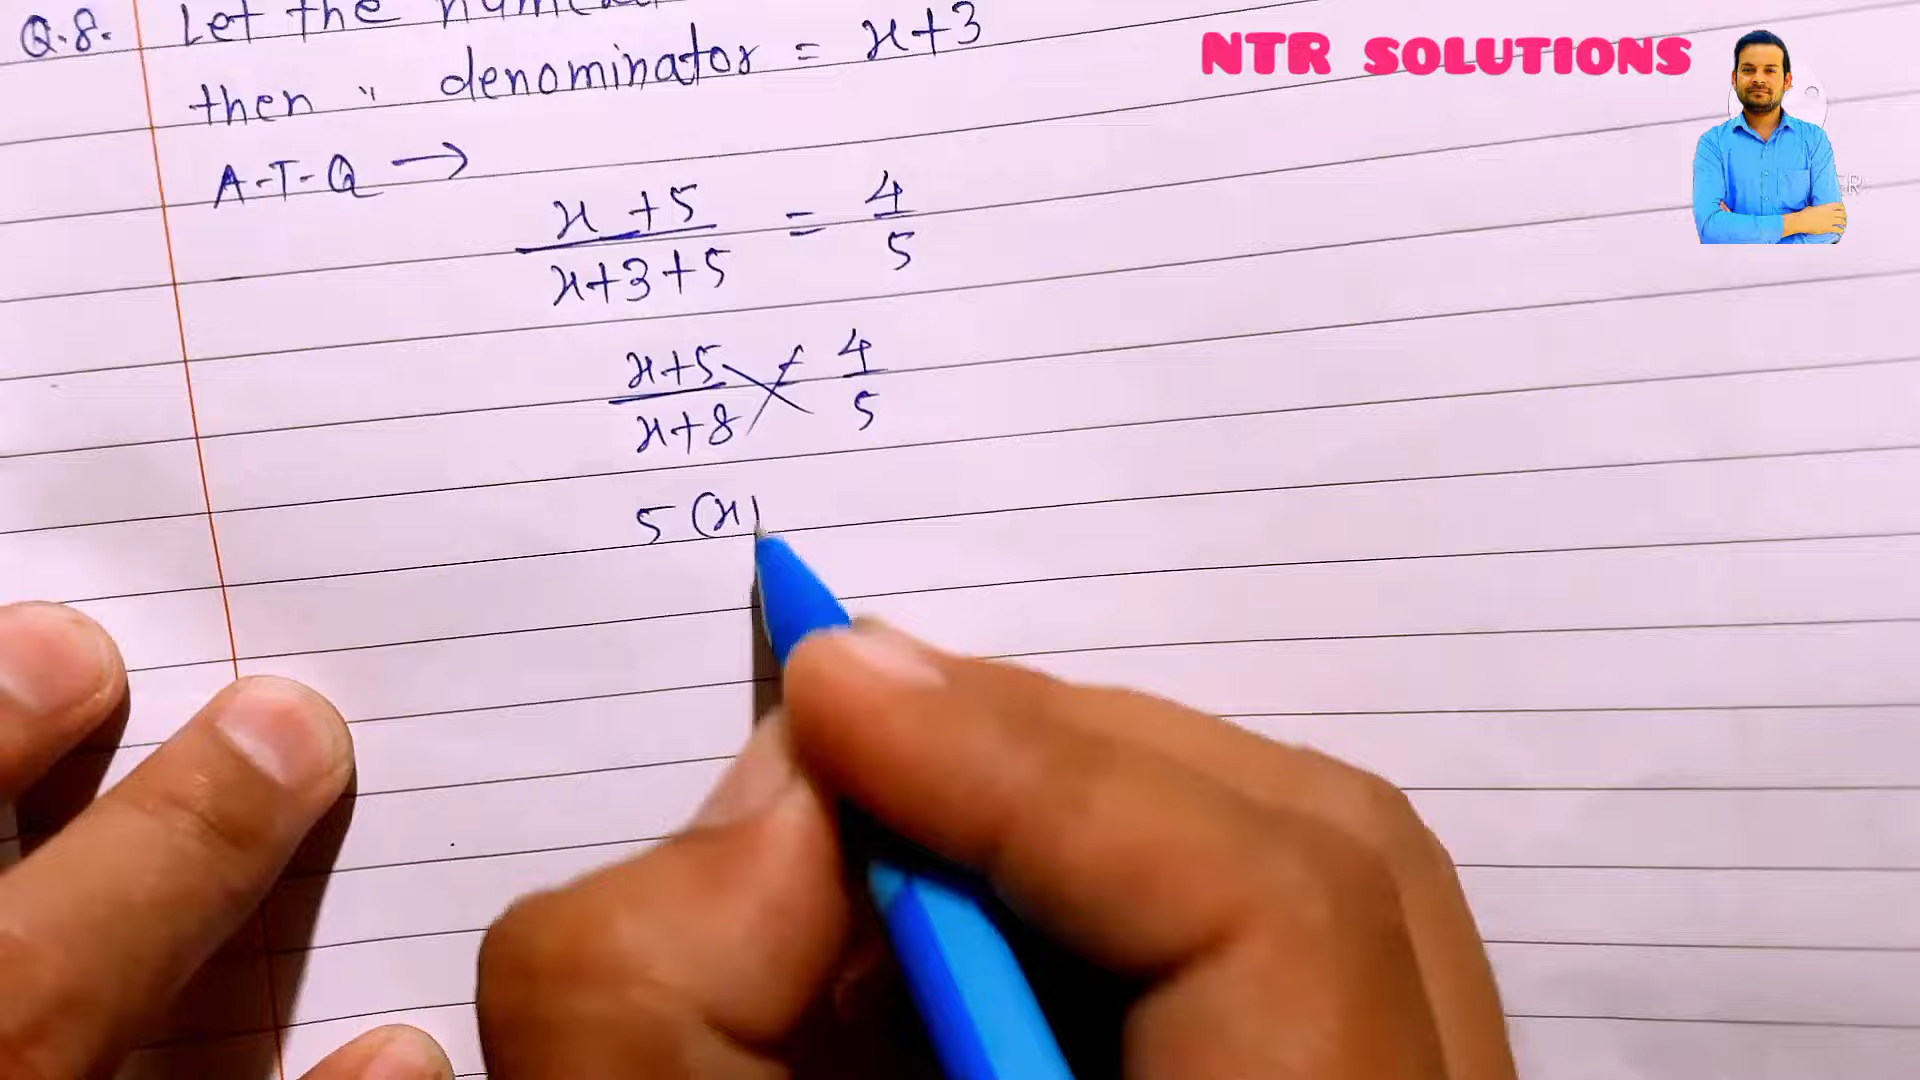 Q.8. Let the
then " denominator = x+3
NTR SOLUTIONS
A-T-Q →
x+5/x+3+5 = 4/5
x+5/x+8 = 4/5
5(x